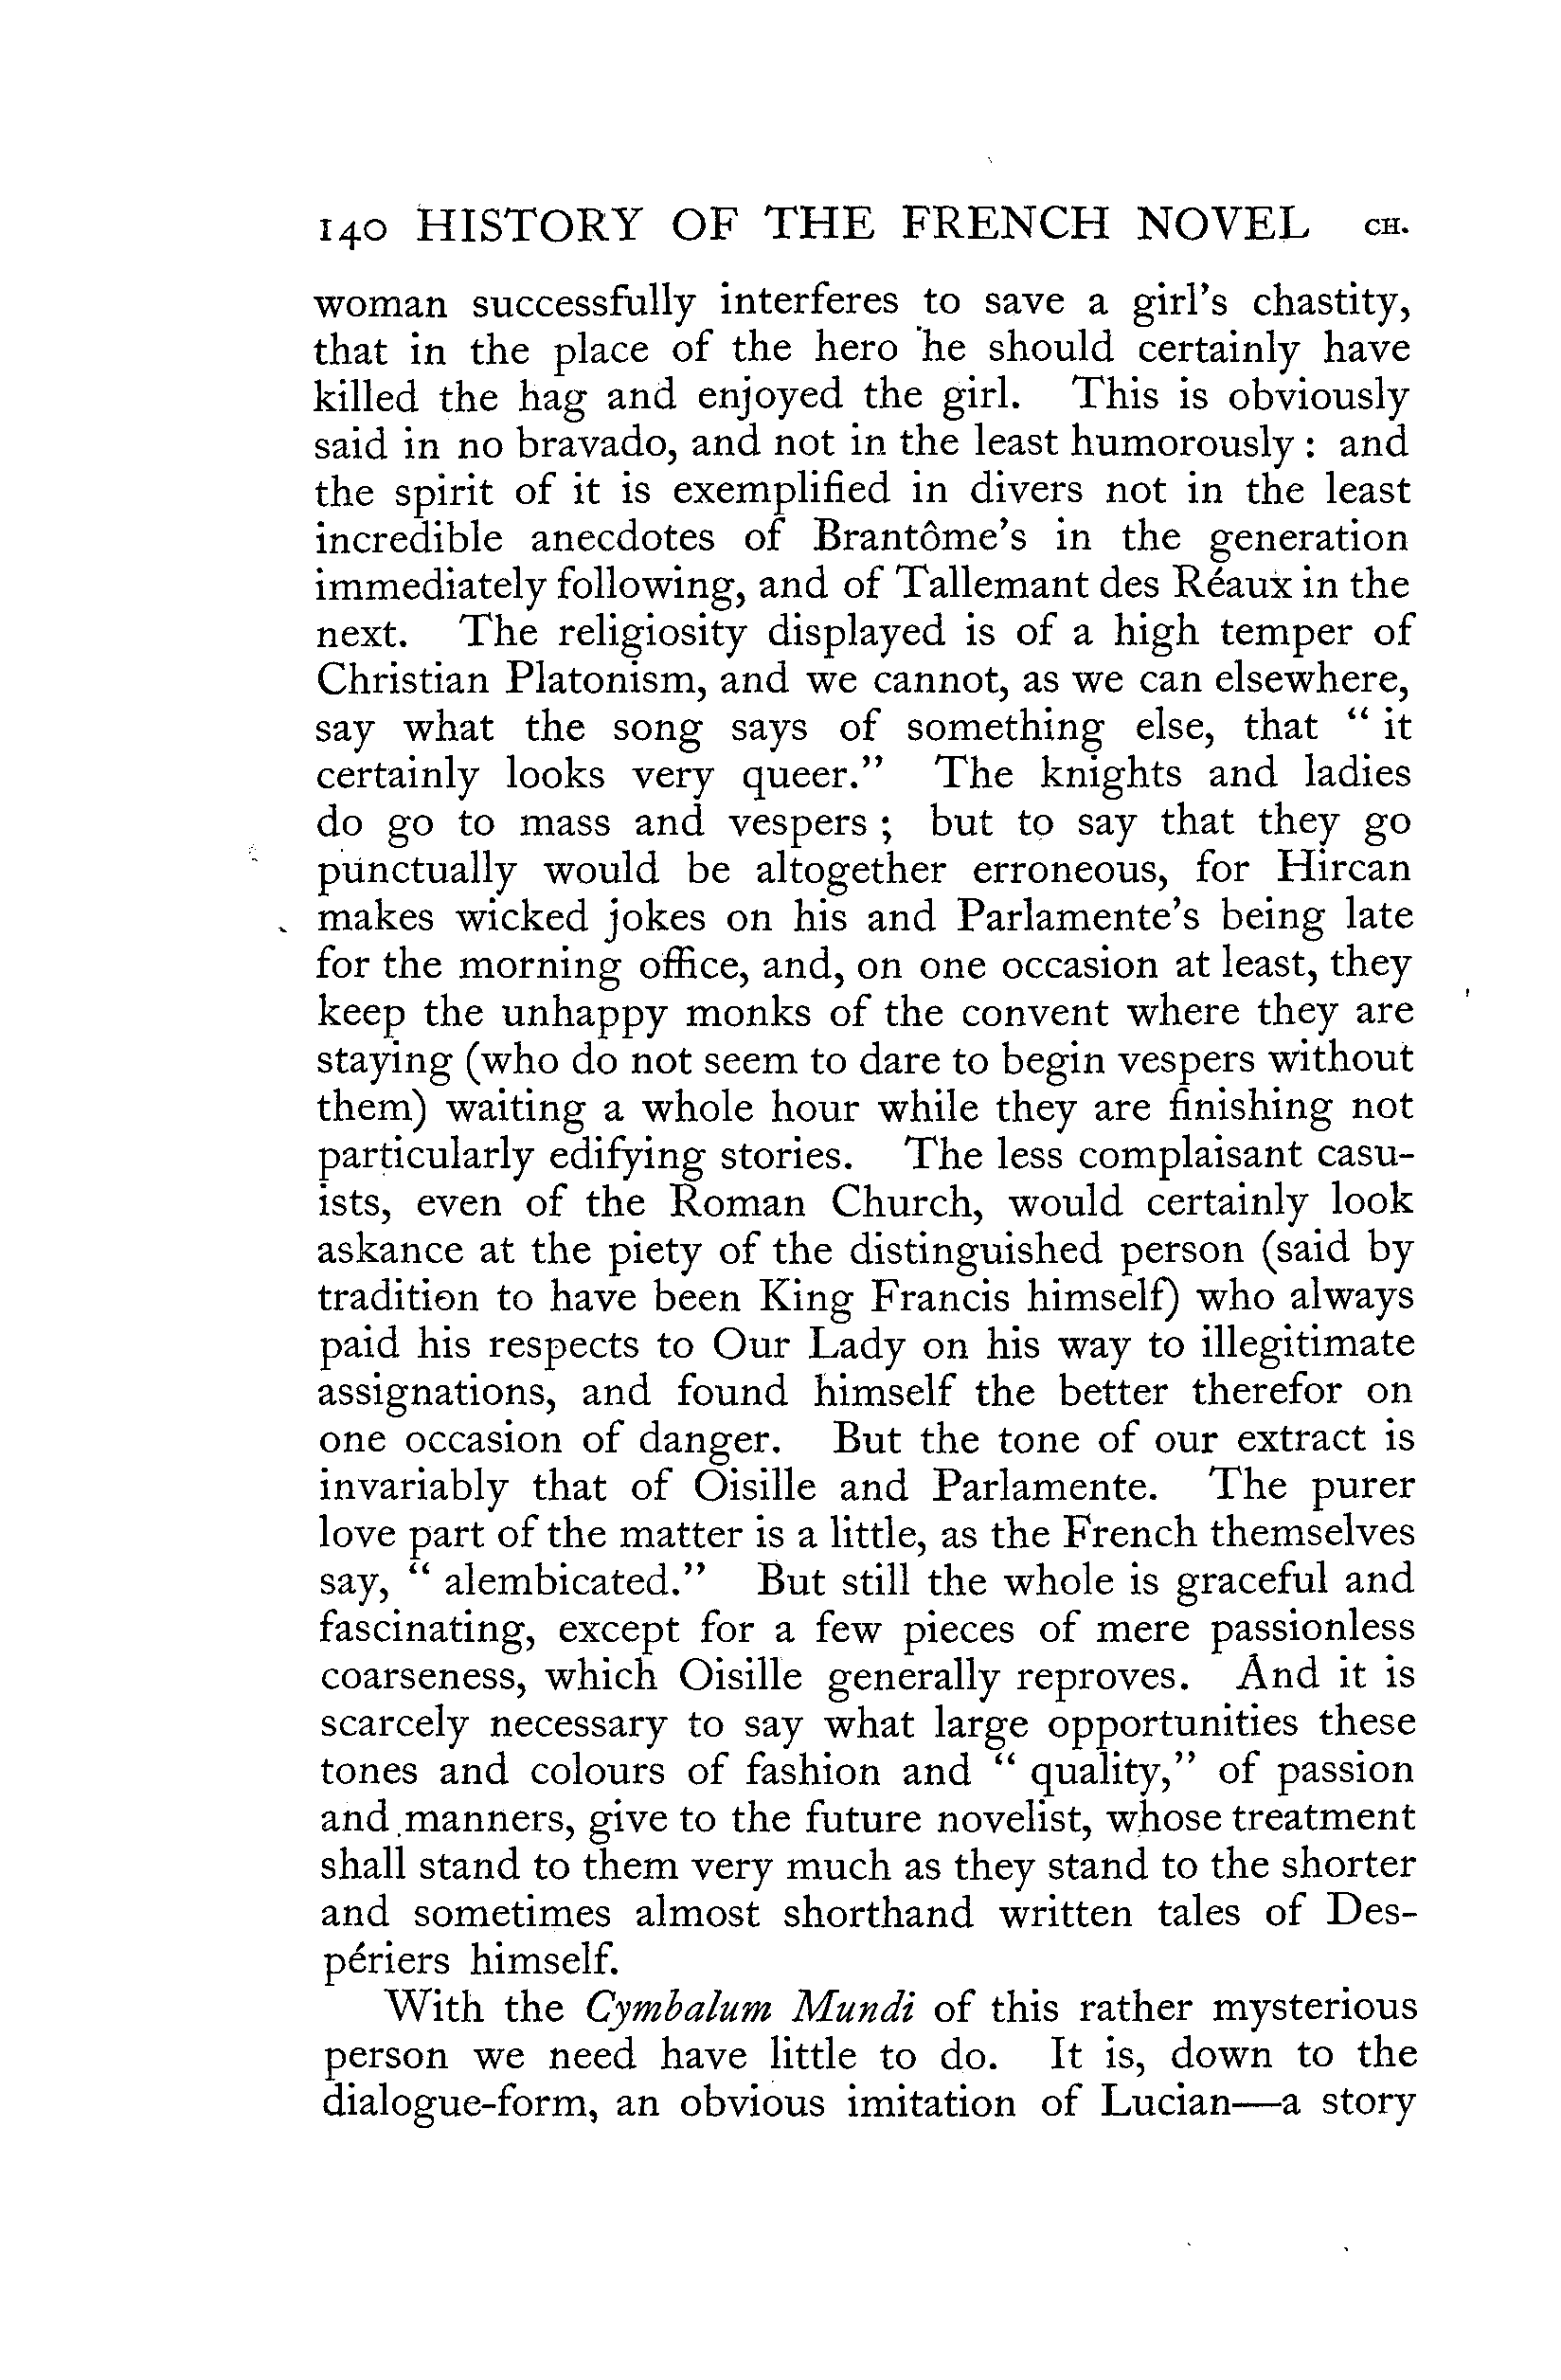 140 HISTORY OF THE FRENCH NOVEL CH.
woman successfully interferes to save a girl's chastity,
that in the place of the hero he should certainly have
killed the hag and enjoyed the girl. This is obviously
said in no bravado, and not in the least humorously : and
the spirit of it is exemplified in divers not in the least
incredible anecdotes of Brantôme's in the generation
immediately following, and of Tallemant des Réaux in the
next. The religiosity displayed is of a high temper of
Christian Platonism, and we cannot, as we can elsewhere,
say what the song says of something else, that “ it
certainly looks very queer.” The knights and ladies
do go to mass and vespers ; but to say that they go
punctually would be altogether erroneous, for Hircan
makes wicked jokes on his and Parlamente's being late
for the morning office, and, on one occasion at least, they
keep the unhappy monks of the convent where they are
staying (who do not seem to dare to begin vespers without
them) waiting a whole hour while they are finishing not
particularly edifying stories. The less complaisant casu-
ists, even of the Roman Church, would certainly look
askance at the piety of the distinguished person (said by
tradition to have been King Francis himself) who always
paid his respects to Our Lady on his way to illegitimate
assignations, and found himself the better therefor on
one occasion of danger. But the tone of our extract is
invariably that of Oisille and Parlamente. The purer
love part of the matter is a little, as the French themselves
say, “ alembicated.” But still the whole is graceful and
fascinating, except for a few pieces of mere passionless
coarseness, which Oisille generally reproves. And it is
scarcely necessary to say what large opportunities these
tones and colours of fashion and “ quality,” of passion
and manners, give to the future novelist, whose treatment
shall stand to them very much as they stand to the shorter
and sometimes almost shorthand written tales of Des-
périers himself.
With the Cymbalum Mundi of this rather mysterious
person we need have little to do. It is, down to the
dialogue-form, an obvious imitation of Lucian—a story